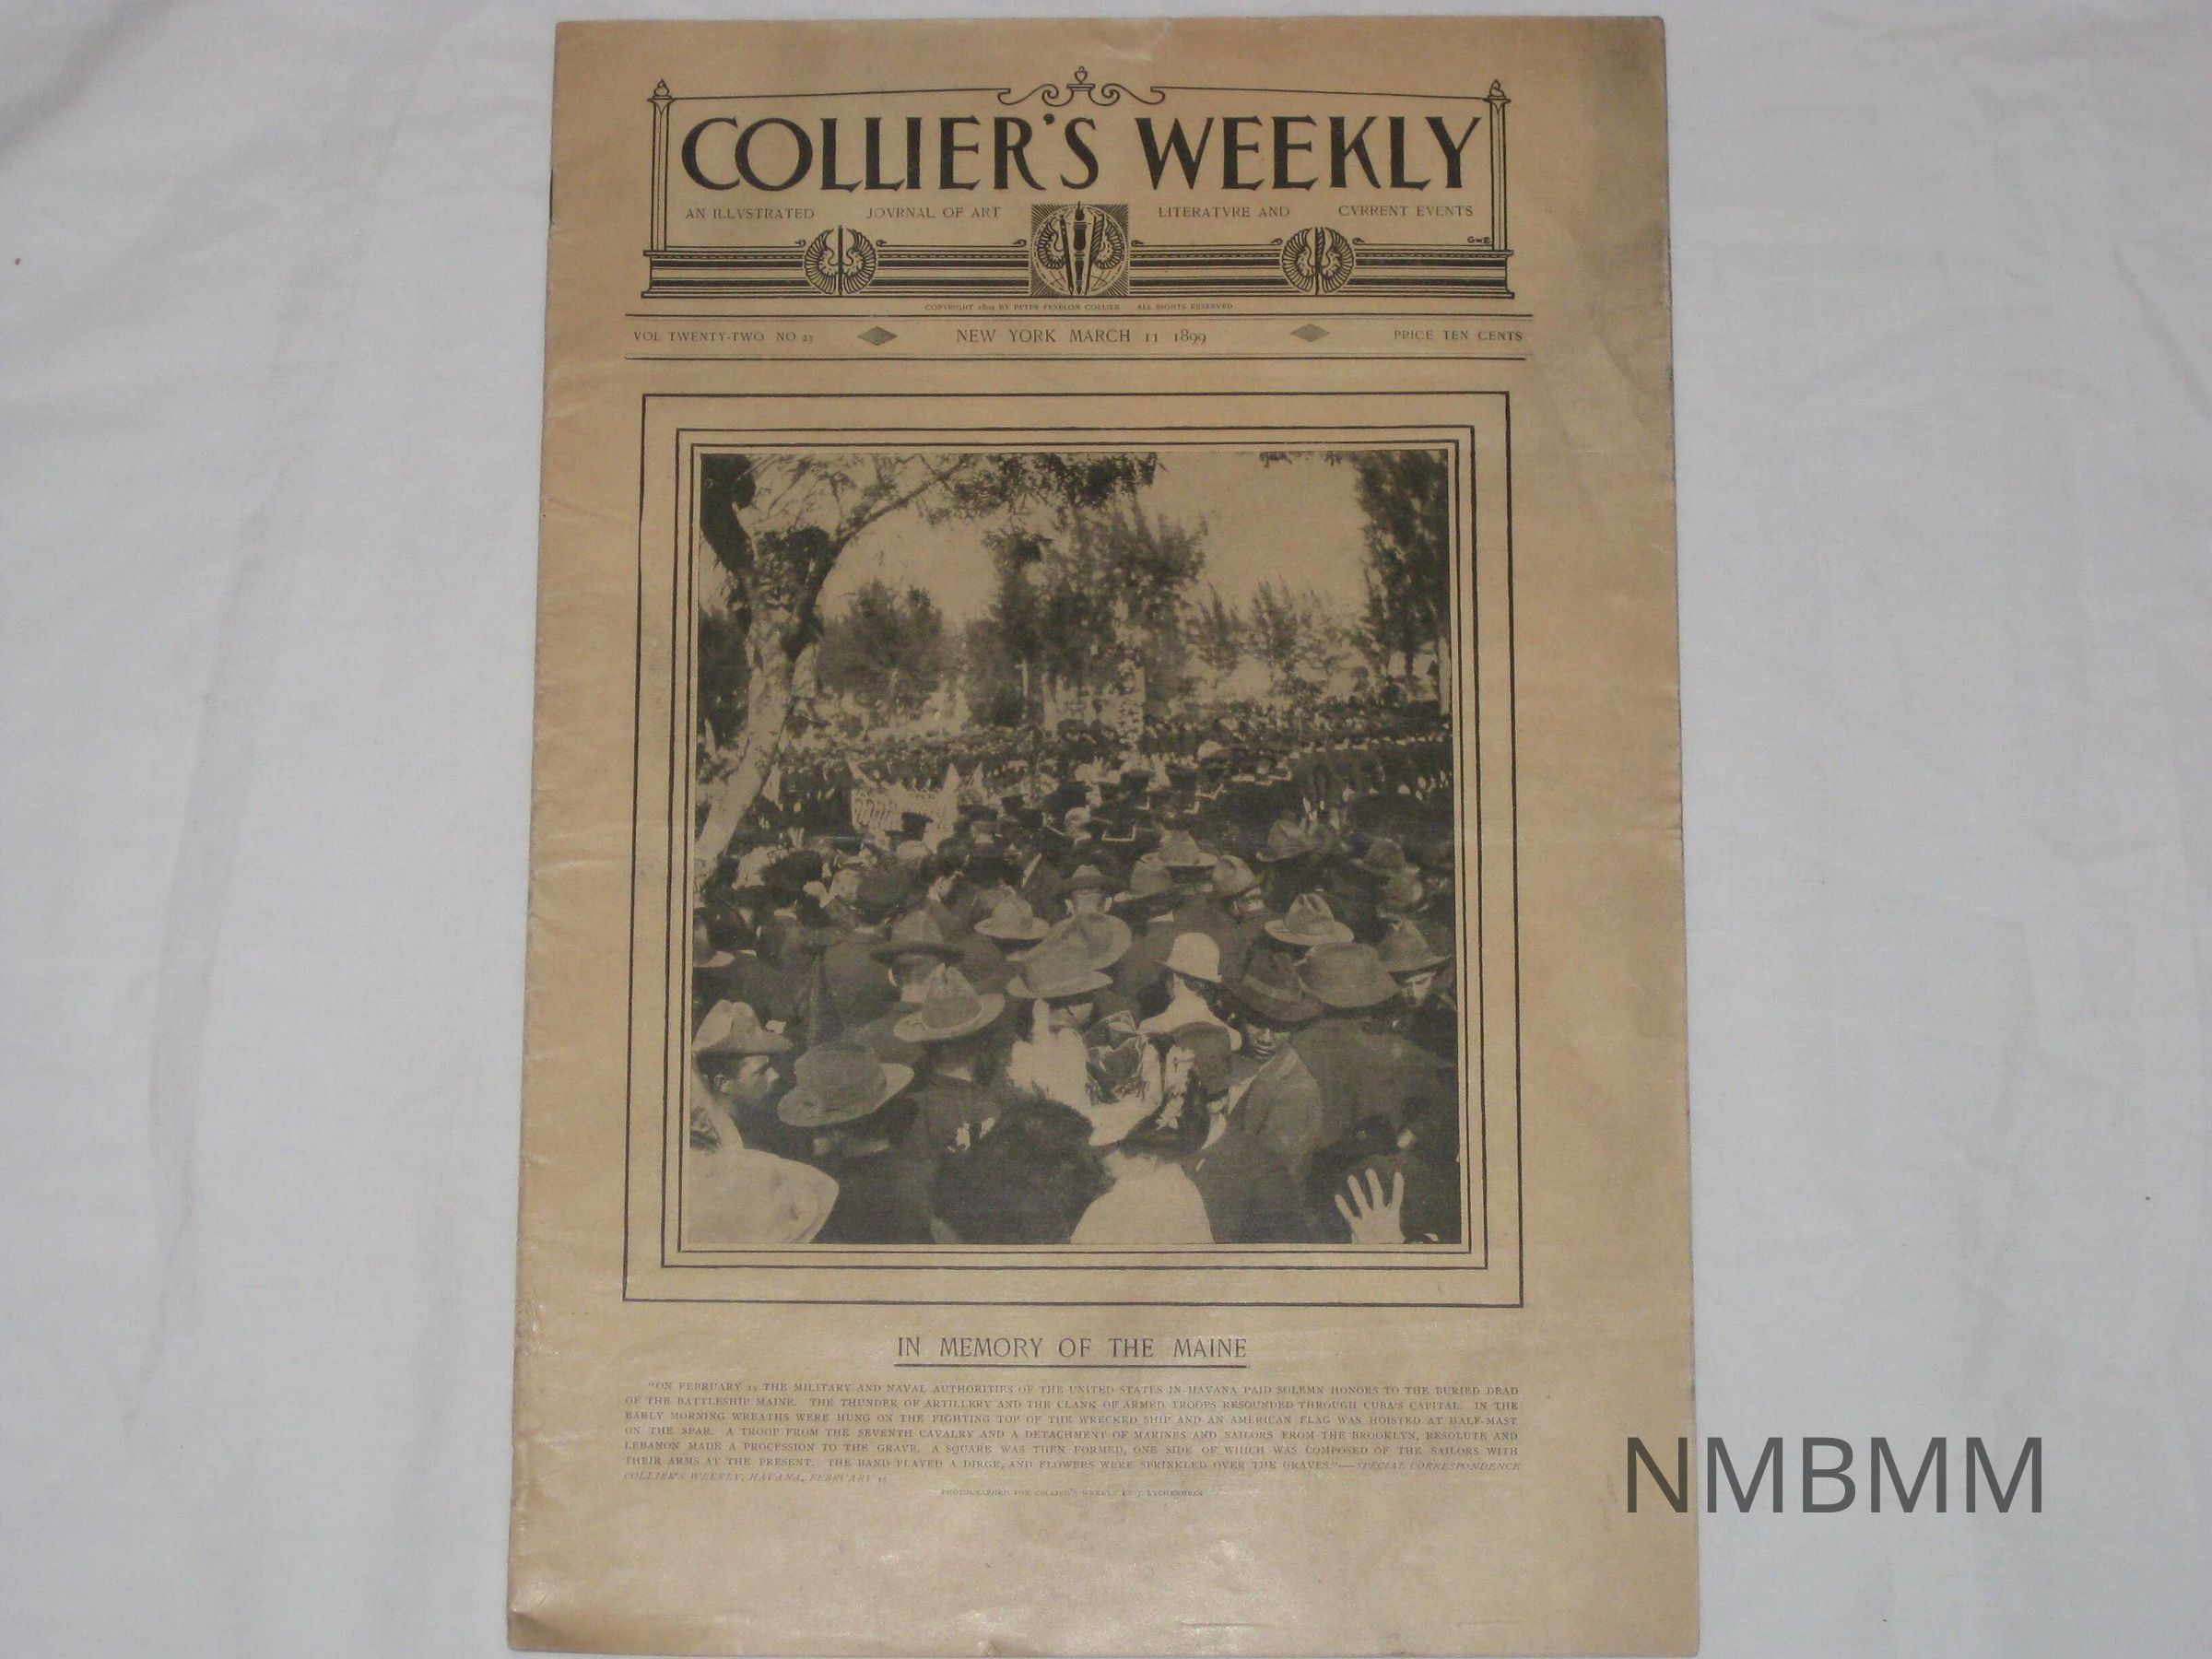 COLLIER'S WEEKLY
AN ILLVSTRATED JOVRNAL OF ART LITERATVRE AND CVRRENT EVENTS
GWE
COPYRIGHT 1899 BY PETER FENELON COLLIER ALL RIGHTS RESERVED
VOL TWENTY-TWO NO 23 NEW YORK MARCH 11 1899 PRICE TEN CENTS
IN MEMORY OF THE MAINE
"ON FEBRUARY 15 THE MILITARY AND NAVAL AUTHORITIES OF THE UNITED STATES IN HAVANA PAID SOLEMN HONORS TO THE BURIED DEAD
OF THE BATTLESHIP MAINE. THE THUNDER OF ARTILLERY AND THE CLANK OF ARMED TROOPS RESOUNDED THROUGH CUBA'S CAPITAL. IN THE
EARLY MORNING WREATHS WERE HUNG ON THE FIGHTING TOP OF THE WRECKED SHIP AND AN AMERICAN FLAG WAS HOISTED AT HALF-MAST
ON THE SPAR. A TROOP FROM THE SEVENTH CAVALRY AND A DETACHMENT OF MARINES AND SAILORS FROM THE BROOKLYN, RESOLUTE AND
LEBANON MADE A PROCESSION TO THE GRAVE. A SQUARE WAS THEN FORMED, ONE SIDE OF WHICH WAS COMPOSED OF THE SAILORS WITH
THEIR ARMS AT THE PRESENT. THE BAND PLAYED A DIRGE, AND FLOWERS WERE SPRINKLED OVER THE GRAVES."—SPECIAL CORRESPONDENCE
COLLIER'S WEEKLY, HAVANA, FEBRUARY 15
PHOTOGRAPHED FOR COLLIER'S WEEKLY BY J.
NMBMM